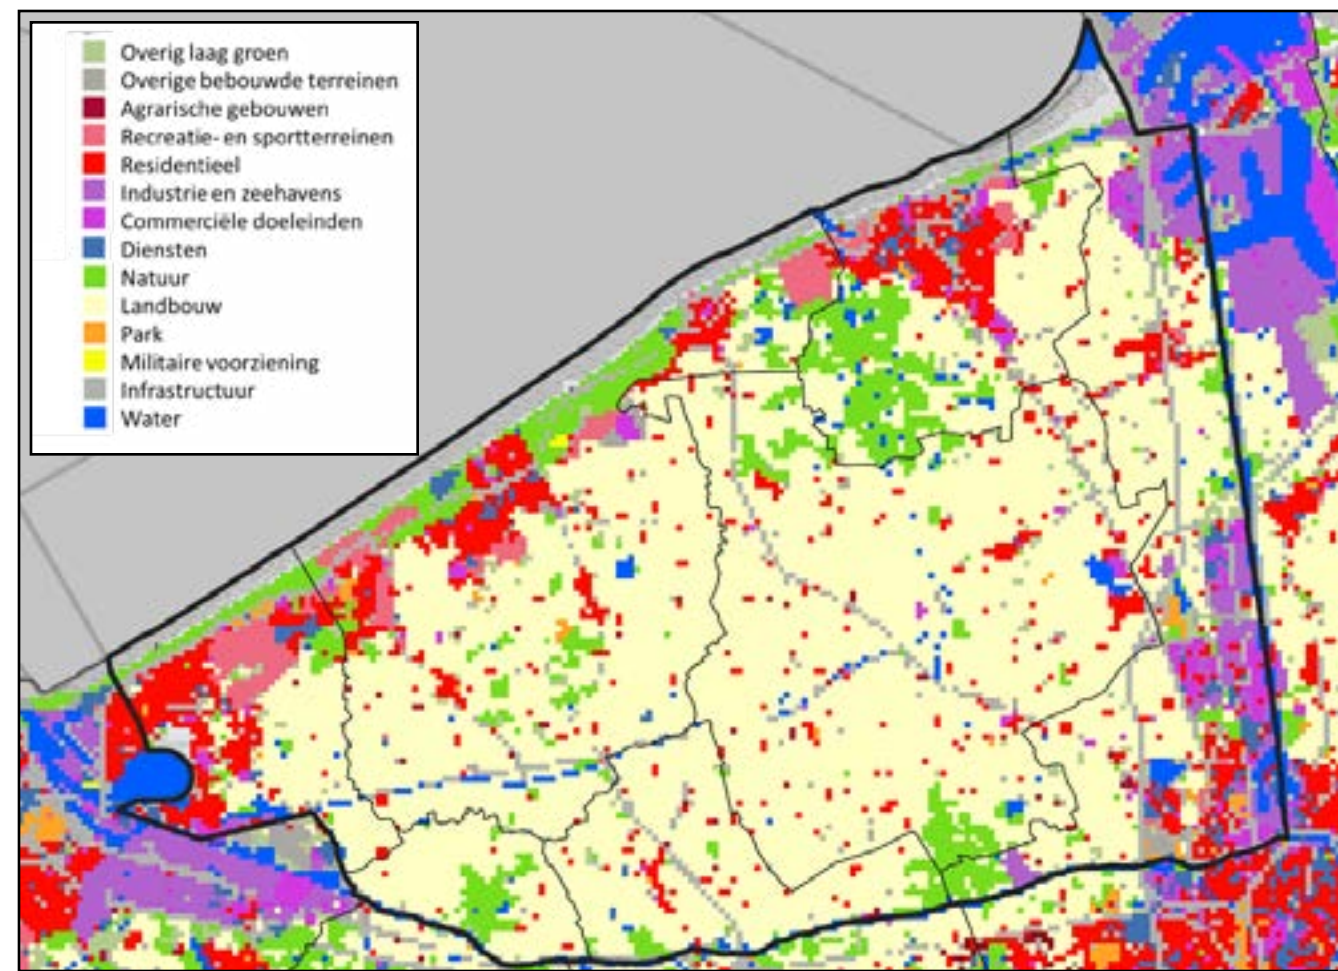 Overig laag groen
Overige bebouwde terreinen
Agrarische gebouwen
Recreatie- en sportterreinen
Residentieel
Industrie en zeehavens
Commerciële doeleinden
Diensten
Natuur
Landbouw
Park
Militaire voorziening
Infrastructuur
Water